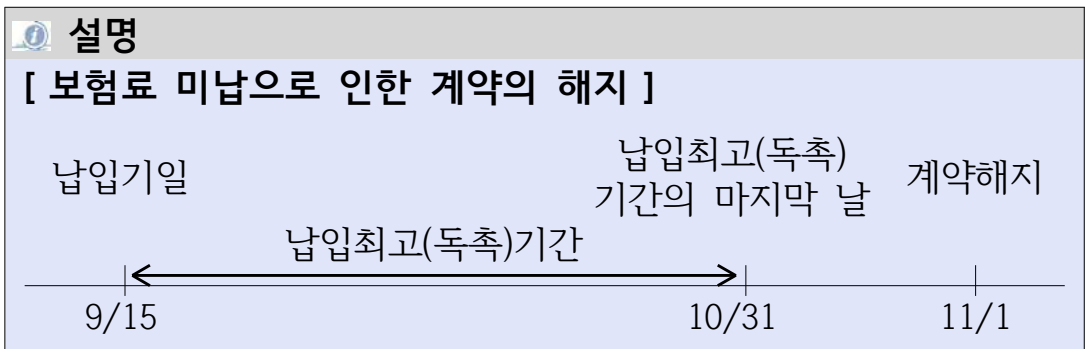 설명
[ 보험료 미납으로 인한 계약의 해지 ]
납입기일
납입최고(독촉)
기간의 마지막 날
계약해지
납입최고(독촉)기간
9/15
10/31
11/1